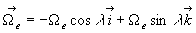 Ω⃗ₑ = −Ωₑ cos λi⃗ + Ωₑ sin λk⃗